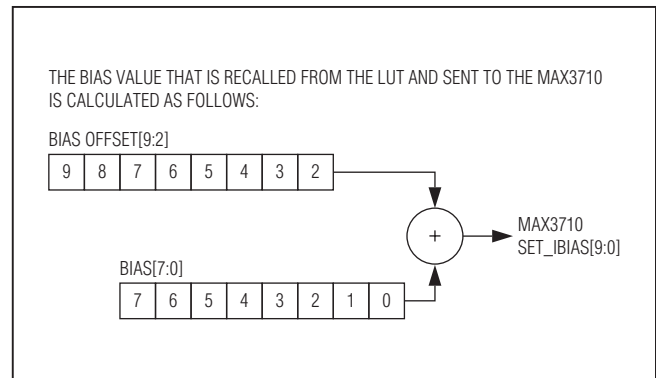 THE BIAS VALUE THAT IS RECALLED FROM THE LUT AND SENT TO THE MAX3710
IS CALCULATED AS FOLLOWS:
BIAS OFFSET[9:2]
9 8 7 6 5 4 3 2
+
MAX3710
SET_IBIAS[9:0]
BIAS[7:0]
7 6 5 4 3 2 1 0